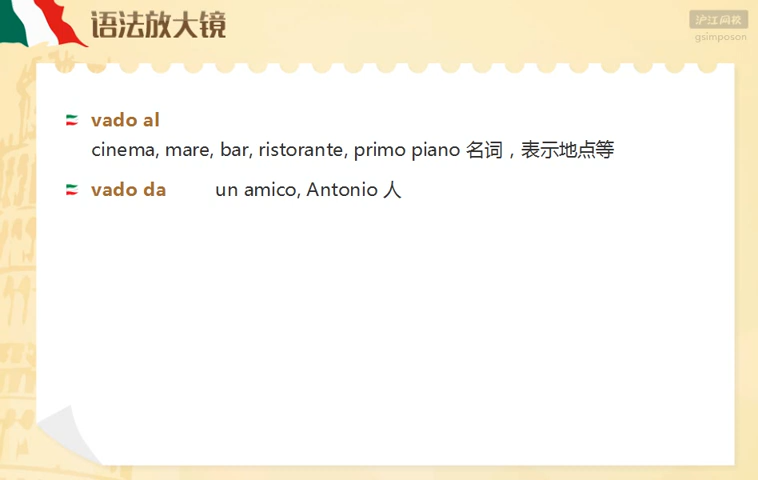 语法放大镜
沪江网校
gsimposon
vado al
cinema, mare, bar, ristorante, primo piano 名词，表示地点等
vado da un amico, Antonio 人